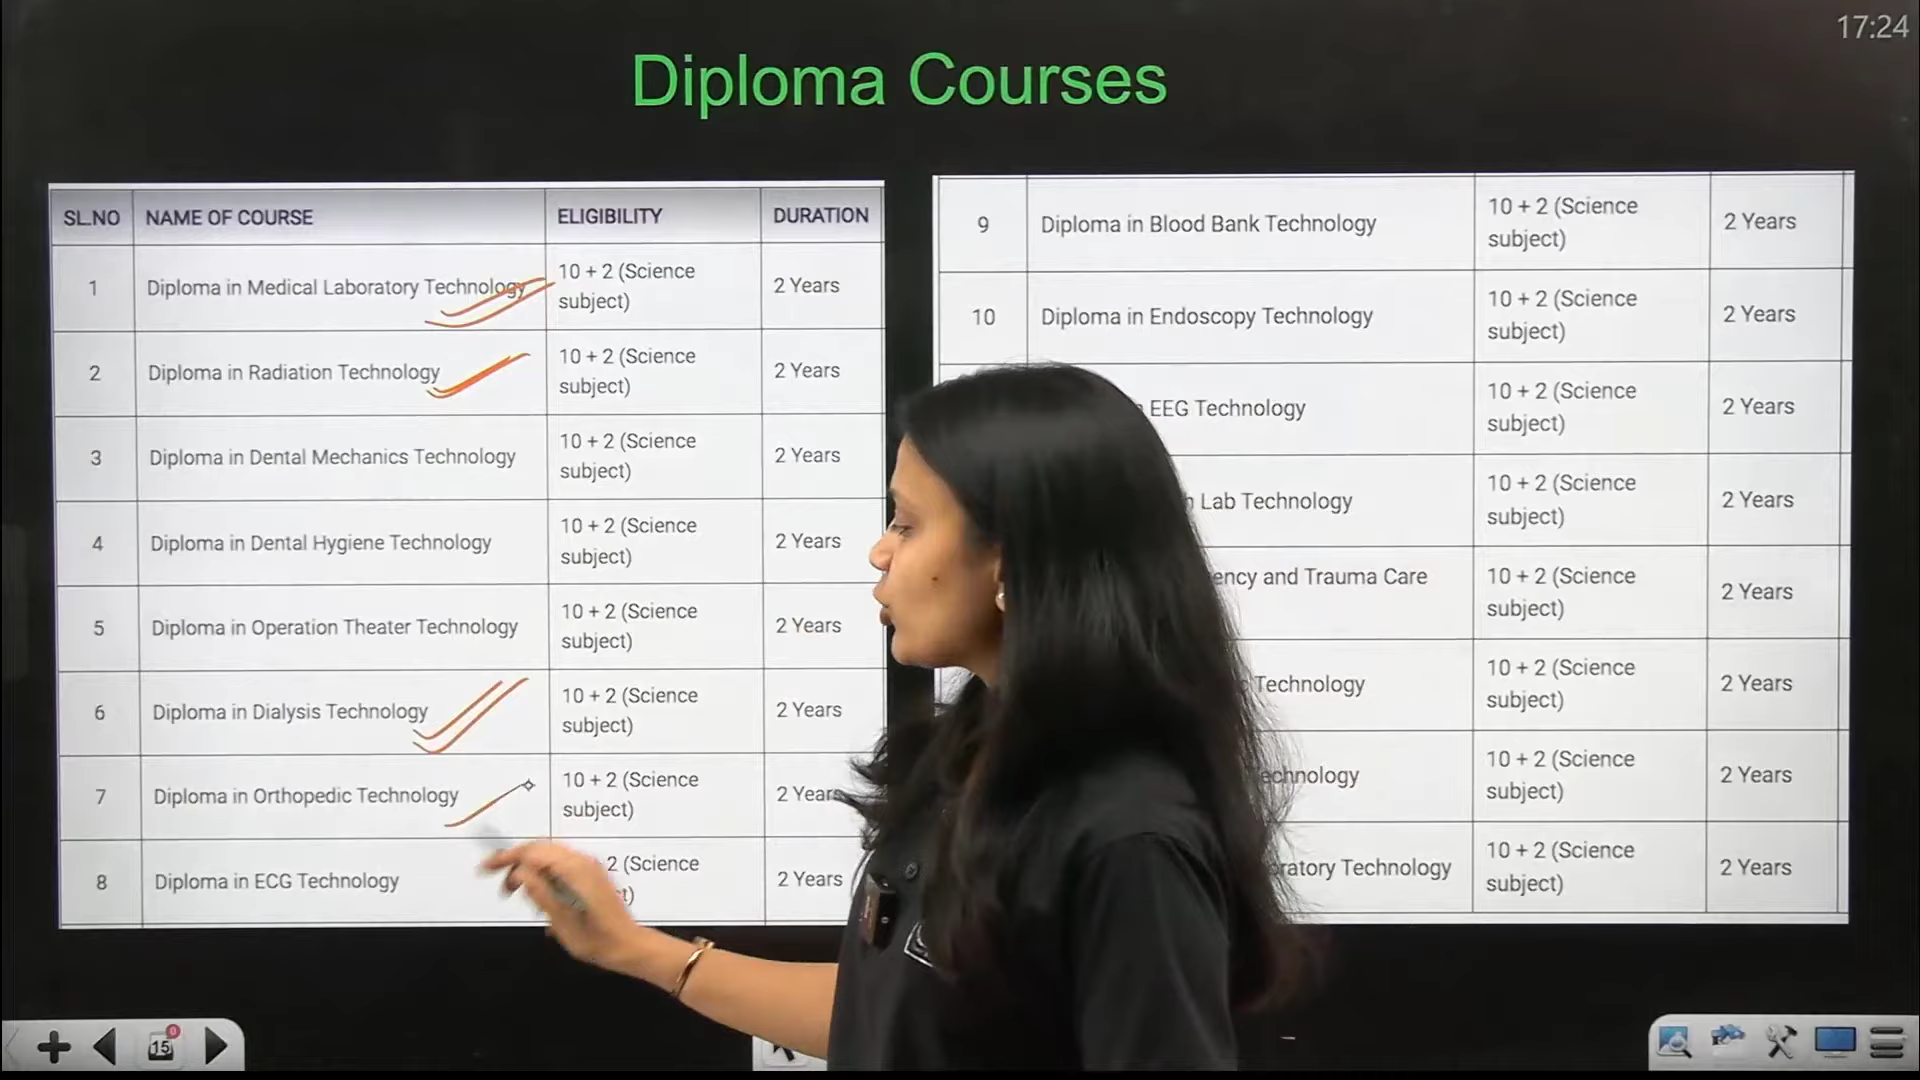 17:24
Diploma Courses
SL.NO NAME OF COURSE ELIGIBILITY DURATION
1 Diploma in Medical Laboratory Technology 10 + 2 (Science subject) 2 Years
2 Diploma in Radiation Technology 10 + 2 (Science subject) 2 Years
3 Diploma in Dental Mechanics Technology 10 + 2 (Science subject) 2 Years
4 Diploma in Dental Hygiene Technology 10 + 2 (Science subject) 2 Years
5 Diploma in Operation Theater Technology 10 + 2 (Science subject) 2 Years
6 Diploma in Dialysis Technology 10 + 2 (Science subject) 2 Years
7 Diploma in Orthopedic Technology 10 + 2 (Science subject) 2 Years
8 Diploma in ECG Technology 2 (Science 2 Years
9 Diploma in Blood Bank Technology 10 + 2 (Science subject) 2 Years
10 Diploma in Endoscopy Technology 10 + 2 (Science subject) 2 Years
EEG Technology 10 + 2 (Science subject) 2 Years
Lab Technology 10 + 2 (Science subject) 2 Years
and Trauma Care 10 + 2 (Science subject) 2 Years
Technology 10 + 2 (Science subject) 2 Years
10 + 2 (Science subject) 2 Years
Technology 10 + 2 (Science subject) 2 Years
15
0